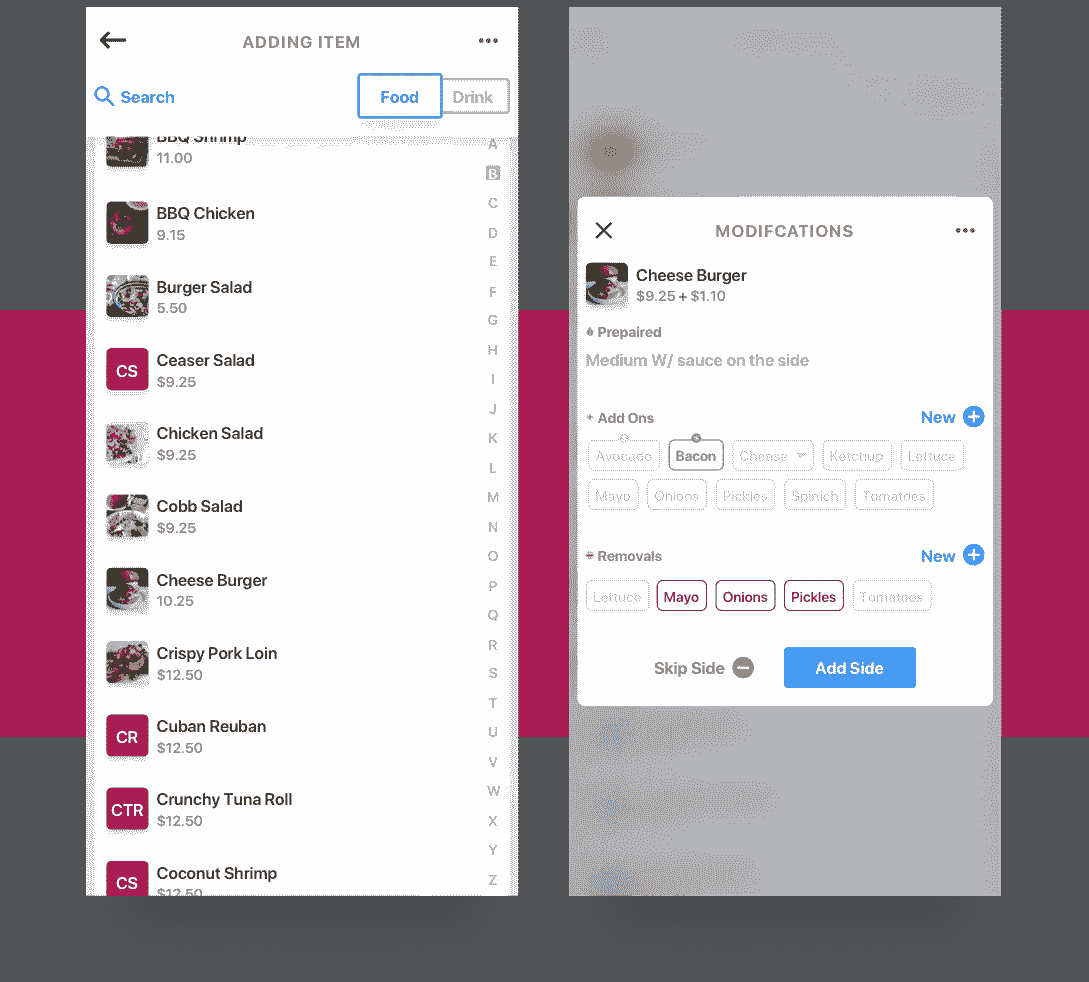 ADDING ITEM
Search
Food
Drink
BBQ Shrimp
11.00
BBQ Chicken
9.15
Burger Salad
5.50
CS
Ceaser Salad
$9.25
Chicken Salad
$9.25
Cobb Salad
$9.25
Cheese Burger
10.25
Crispy Pork Loin
$12.50
CR
Cuban Reuban
$12.50
CTR
Crunchy Tuna Roll
$12.50
CS
Coconut Shrimp
$12.50
A
B
C
D
E
F
G
H
I
J
K
L
M
N
O
P
Q
R
S
T
U
V
W
X
Y
Z
MODIFCATIONS
Cheese Burger
$9.25 + $1.10
Prepaired
Medium W/ sauce on the side
Add Ons
New
Avocado Bacon Cheese Ketchup Lettuce
Mayo Onions Pickles Spinich Tomatoes
Removals
New
Lettuce Mayo Onions Pickles Tomatoes
Skip Side
Add Side